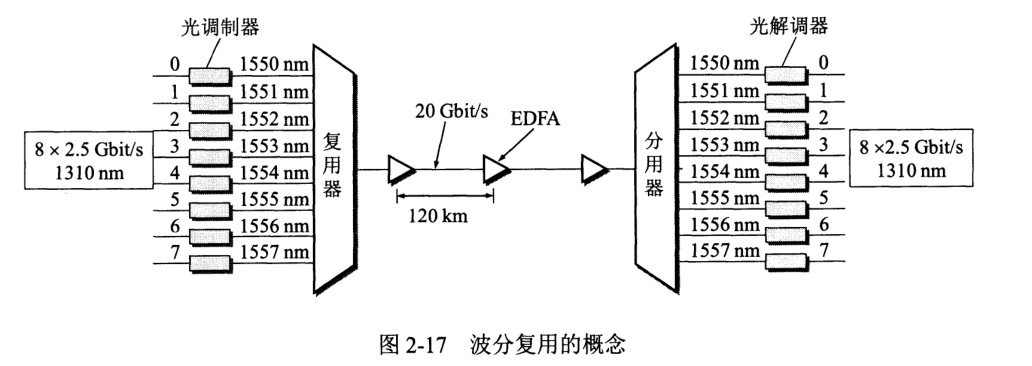 光调制器
光解调器
0 1550 nm
1 1551 nm
2 1552 nm
3 1553 nm
4 1554 nm
5 1555 nm
6 1556 nm
7 1557 nm
8 × 2.5 Gbit/s
1310 nm
复用器
20 Gbit/s
EDFA
120 km
分用器
1550 nm 0
1551 nm 1
1552 nm 2
1553 nm 3
1554 nm 4
1555 nm 5
1556 nm 6
1557 nm 7
8 ×2.5 Gbit/s
1310 nm
图 2-17 波分复用的概念